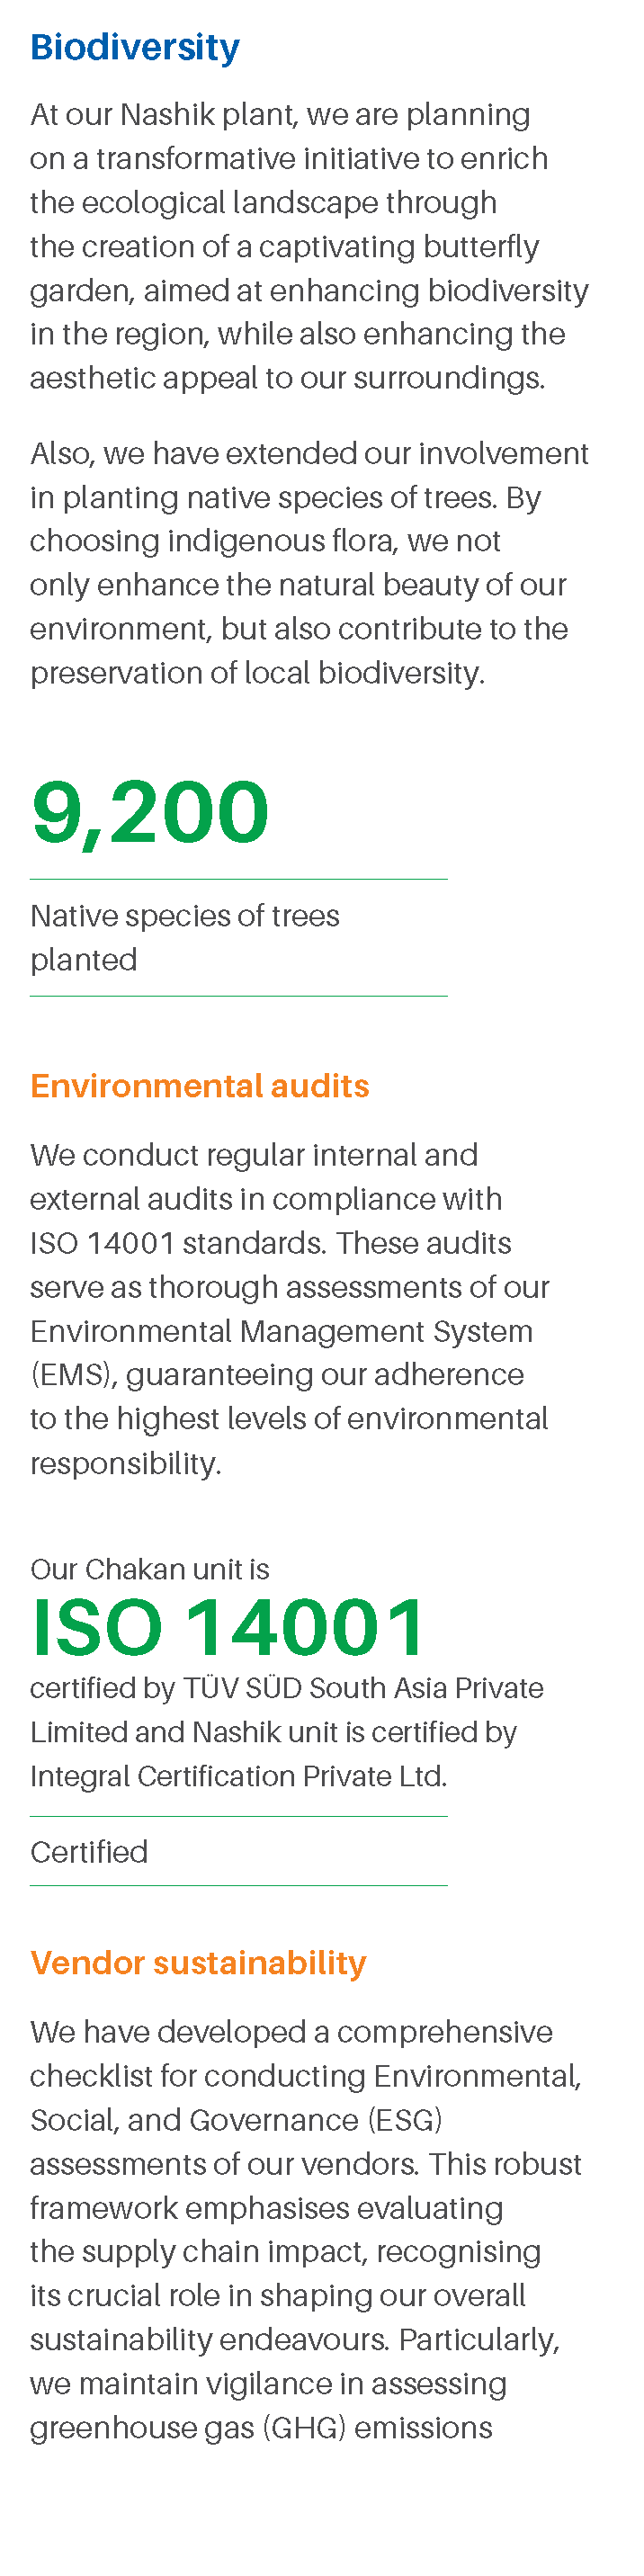 Biodiversity
At our Nashik plant, we are planning
on a transformative initiative to enrich
the ecological landscape through
the creation of a captivating butterfly
garden, aimed at enhancing biodiversity
in the region, while also enhancing the
aesthetic appeal to our surroundings.
Also, we have extended our involvement
in planting native species of trees. By
choosing indigenous flora, we not
only enhance the natural beauty of our
environment, but also contribute to the
preservation of local biodiversity.
9,200
Native species of trees
planted
Environmental audits
We conduct regular internal and
external audits in compliance with
ISO 14001 standards. These audits
serve as thorough assessments of our
Environmental Management System
(EMS), guaranteeing our adherence
to the highest levels of environmental
responsibility.
Our Chakan unit is
ISO 14001
certified by TÜV SÜD South Asia Private
Limited and Nashik unit is certified by
Integral Certification Private Ltd.
Certified
Vendor sustainability
We have developed a comprehensive
checklist for conducting Environmental,
Social, and Governance (ESG)
assessments of our vendors. This robust
framework emphasises evaluating
the supply chain impact, recognising
its crucial role in shaping our overall
sustainability endeavours. Particularly,
we maintain vigilance in assessing
greenhouse gas (GHG) emissions